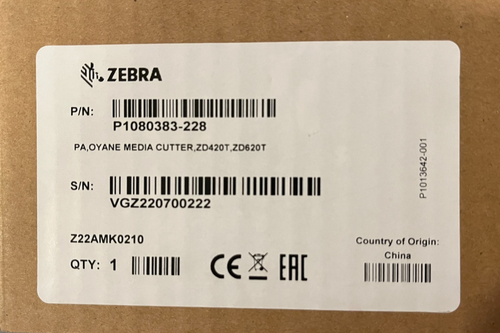 ZEBRA
P/N:
P1080383-228
PA,OYANE MEDIA CUTTER,ZD420T,ZD620T
S/N:
VGZ220700222
Z22AMK0210
QTY: 1
CE EAC
Country of Origin:
China
P1013642-001